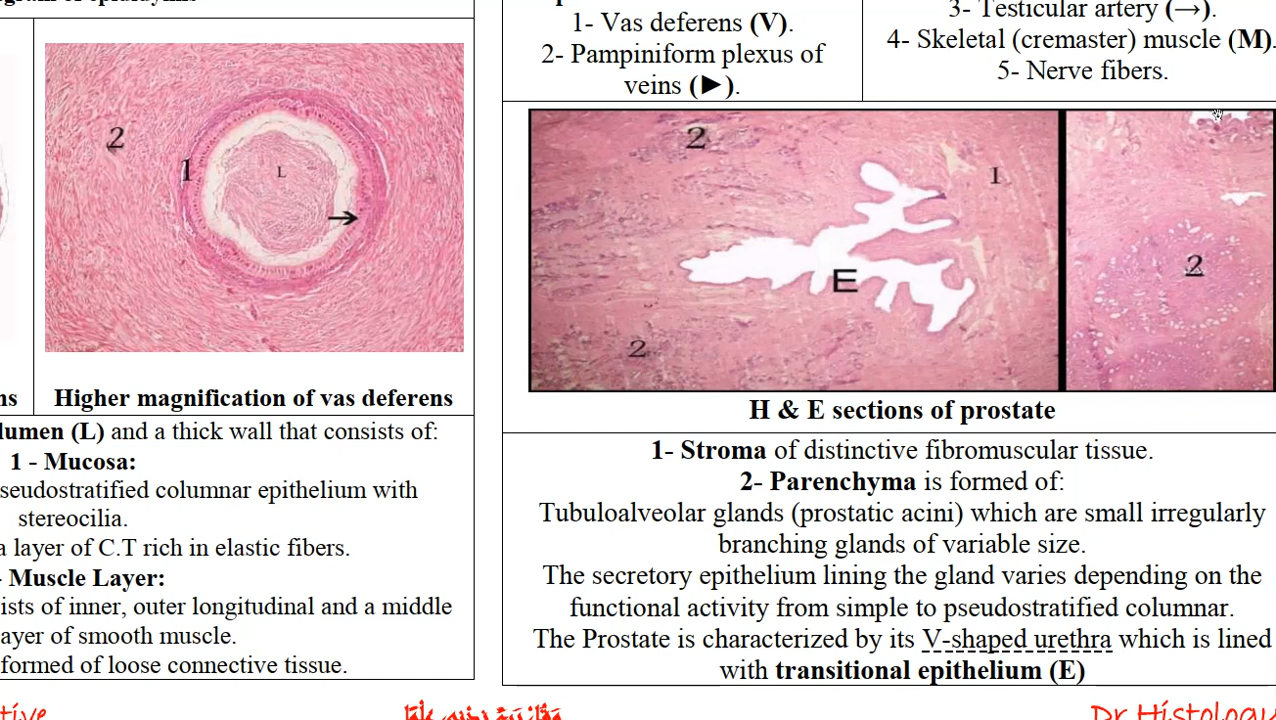 1- Vas deferens (V).
2- Pampiniform plexus of
veins (►).
3- Testicular artery (→).
4- Skeletal (cremaster) muscle (M).
5- Nerve fibers.
2
1
L
Higher magnification of vas deferens
lumen (L) and a thick wall that consists of:
1 - Mucosa:
seudostratified columnar epithelium with
stereocilia.
a layer of C.T rich in elastic fibers.
- Muscle Layer:
ists of inner, outer longitudinal and a middle
ayer of smooth muscle.
formed of loose connective tissue.
2
1
E
2
2
H & E sections of prostate
1- Stroma of distinctive fibromuscular tissue.
2- Parenchyma is formed of:
Tubuloalveolar glands (prostatic acini) which are small irregularly
branching glands of variable size.
The secretory epithelium lining the gland varies depending on the
functional activity from simple to pseudostratified columnar.
The Prostate is characterized by its V-shaped urethra which is lined
with transitional epithelium (E)
Dr Histology